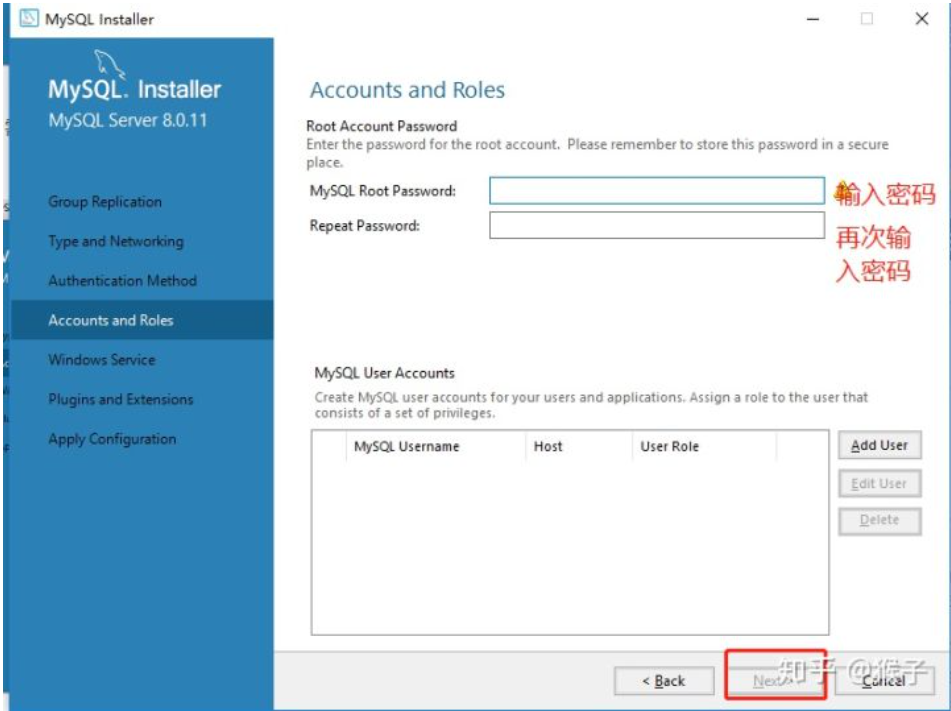 MySQL Installer
MySQL. Installer
MySQL Server 8.0.11
Group Replication
Type and Networking
Authentication Method
Accounts and Roles
Windows Service
Plugins and Extensions
Apply Configuration
Accounts and Roles
Root Account Password
Enter the password for the root account. Please remember to store this password in a secure
place.
MySQL Root Password:
输入密码
Repeat Password:
再次输
入密码
MySQL User Accounts
Create MySQL user accounts for your users and applications. Assign a role to the user that
consists of a set of privileges.
MySQL Username Host User Role
Add User
Edit User
Delete
< Back Next > Cancel
知乎 @猴子